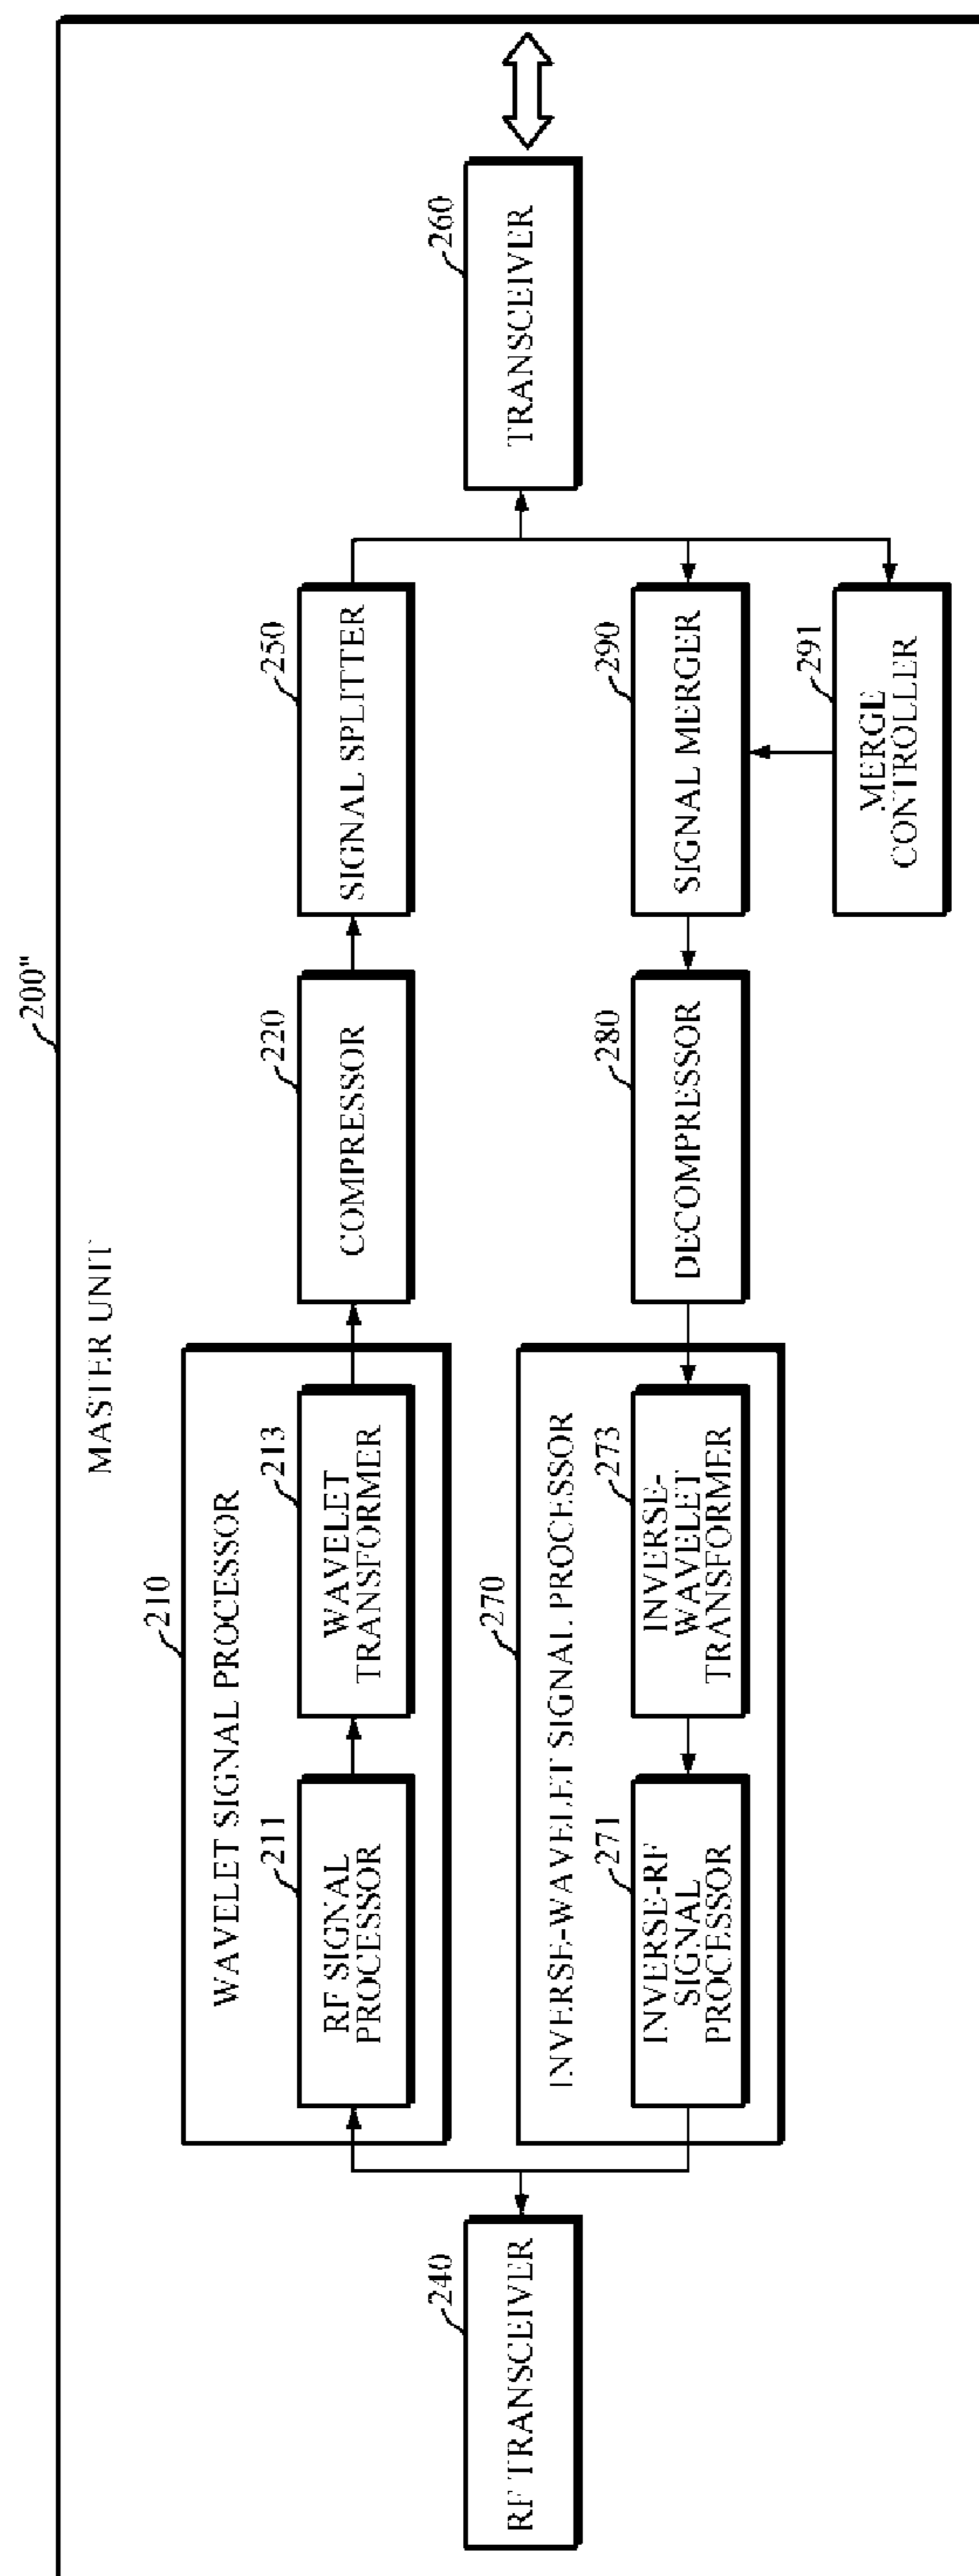 200"
MASTER UNIT
210
WAVELET SIGNAL PROCESSOR
211
RF SIGNAL
PROCESSOR
213
WAVELET
TRANSFORMER
220
COMPRESSOR
250
SIGNAL SPLITTER
240
RF TRANSCEIVER
260
TRANSCEIVER
270
INVERSE-WAVELET SIGNAL PROCESSOR
271
INVERSE-RF
SIGNAL
PROCESSOR
273
INVERSE-
WAVELET
TRANSFORMER
280
DECOMPRESSOR
290
SIGNAL MERGER
291
MERGE
CONTROLLER